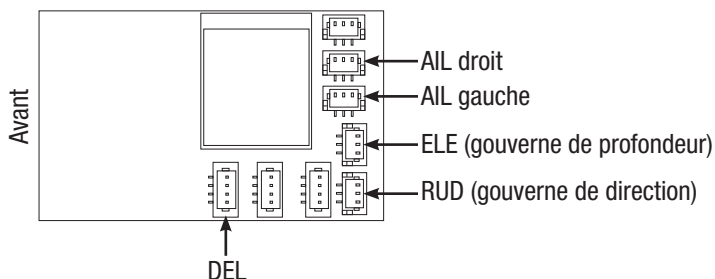 Avant
AIL droit
AIL gauche
ELE (gouverne de profondeur)
RUD (gouverne de direction)
DEL